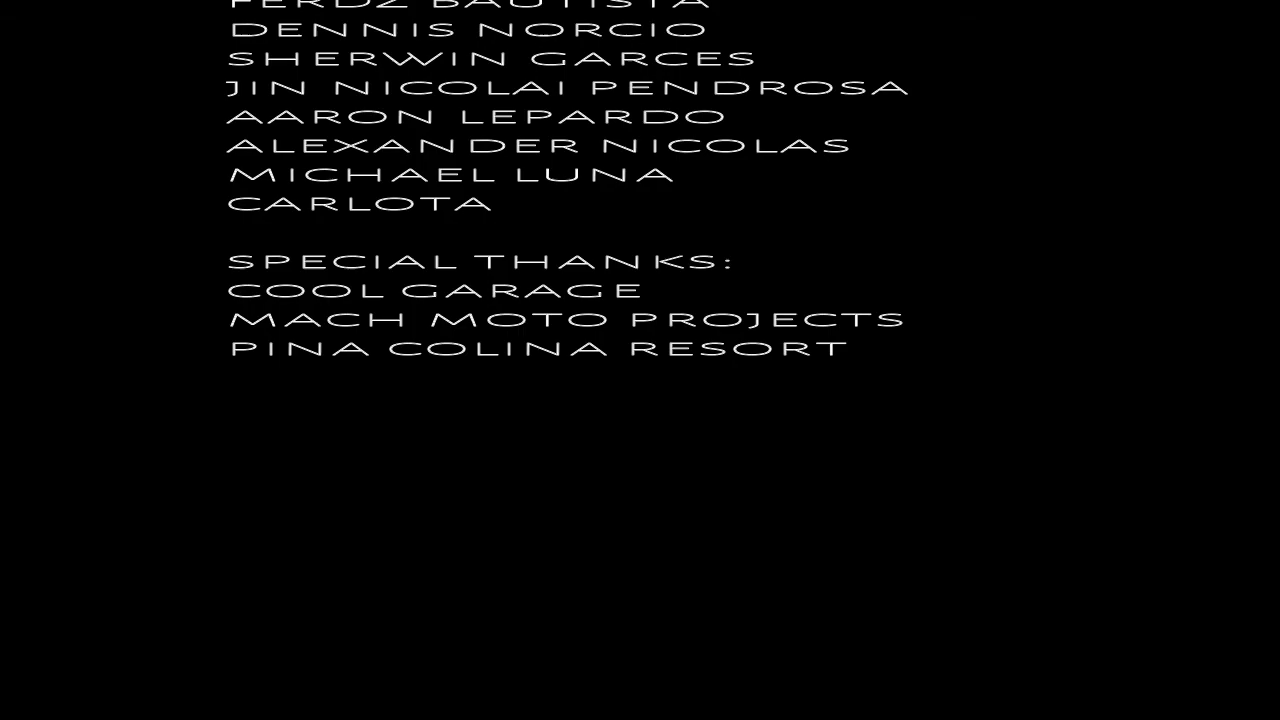 FERDZ BAUTISTA
DENNIS NORCIO
SHERWIN GARCES
JIN NICOLAI PENDROSA
AARON LEPARDO
ALEXANDER NICOLAS
MICHAEL LUNA
CARLOTA
SPECIAL THANKS:
COOL GARAGE
MACH MOTO PROJECTS
PINA COLINA RESORT